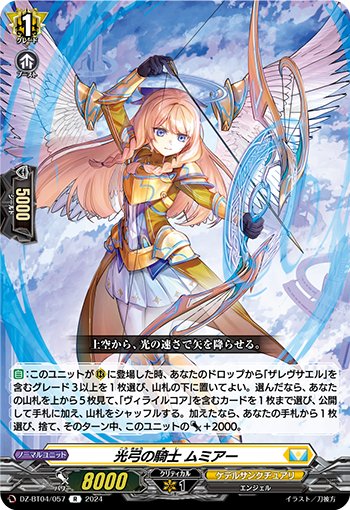 1
グレード
ブースト
5000
シールド
上空から、光の速さで矢を降らせる。
自：このユニットがRに登場した時、あなたのドロップから「ザレヴサエル」を
含むグレード３以上を１枚選び、山札の下に置いてよい。選んだなら、あなた
の山札を上から５枚見て、「ヴィライルコア」を含むカードを１枚まで選び、公開
して手札に加え、山札をシャッフルする。加えたなら、あなたの手札から１枚
選び、捨て、そのターン中、このユニットの+2000。
ノーマルユニット
光弓の騎士 ムミアー
パワー
8000
クリティカル
1
ケテルサンクチュアリ
エンジェル
D DZ-BT04/057 R 2024
イラスト／刀彼方